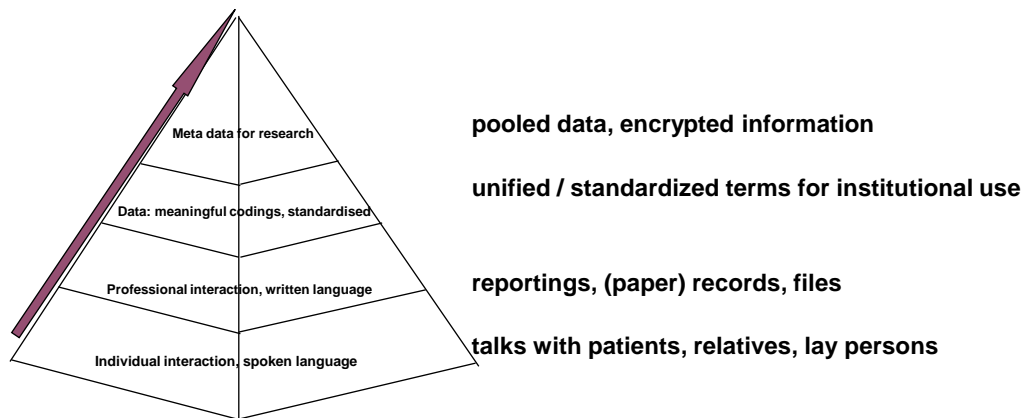 Meta data for research
pooled data, encrypted information
unified / standardized terms for institutional use
Data: meaningful codings, standardised
Professional interaction, written language
reportings, (paper) records, files
Individual interaction, spoken language
talks with patients, relatives, lay persons